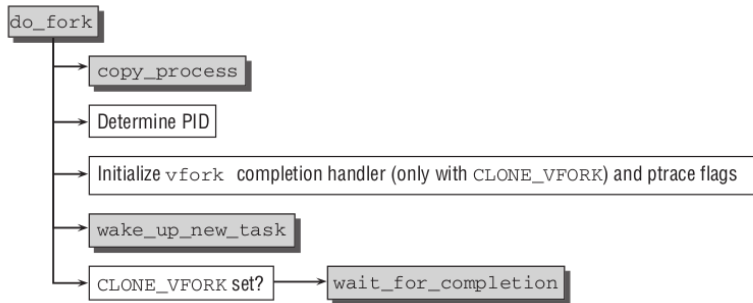 do_fork
copy_process
Determine PID
Initialize vfork completion handler (only with CLONE_VFORK) and ptrace flags
wake_up_new_task
CLONE_VFORK set?
wait_for_completion